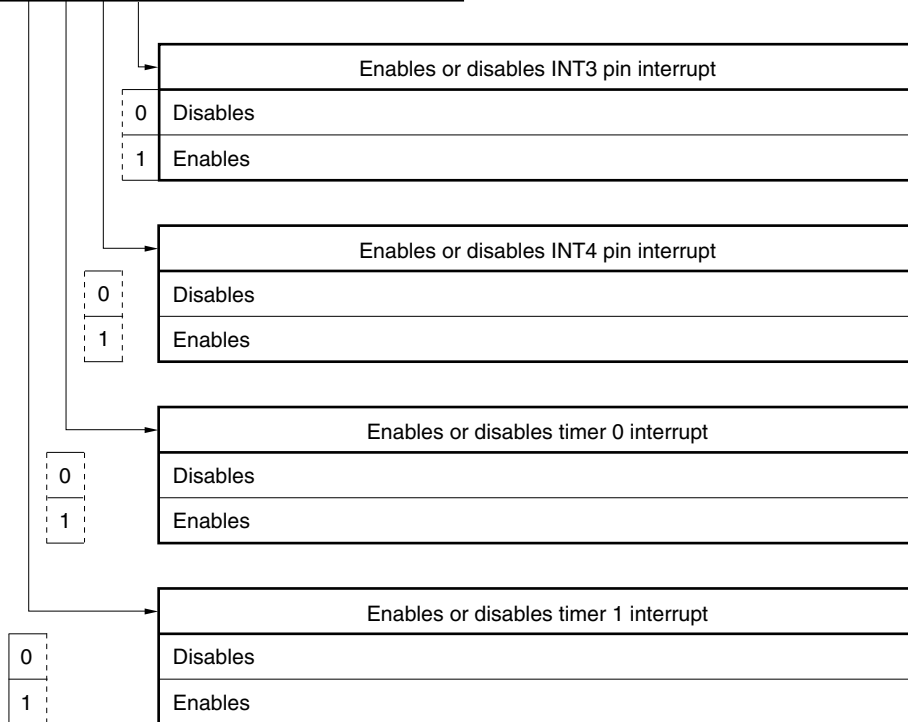 Enables or disables INT3 pin interrupt
0 Disables
1 Enables
Enables or disables INT4 pin interrupt
0 Disables
1 Enables
Enables or disables timer 0 interrupt
0 Disables
1 Enables
Enables or disables timer 1 interrupt
0 Disables
1 Enables